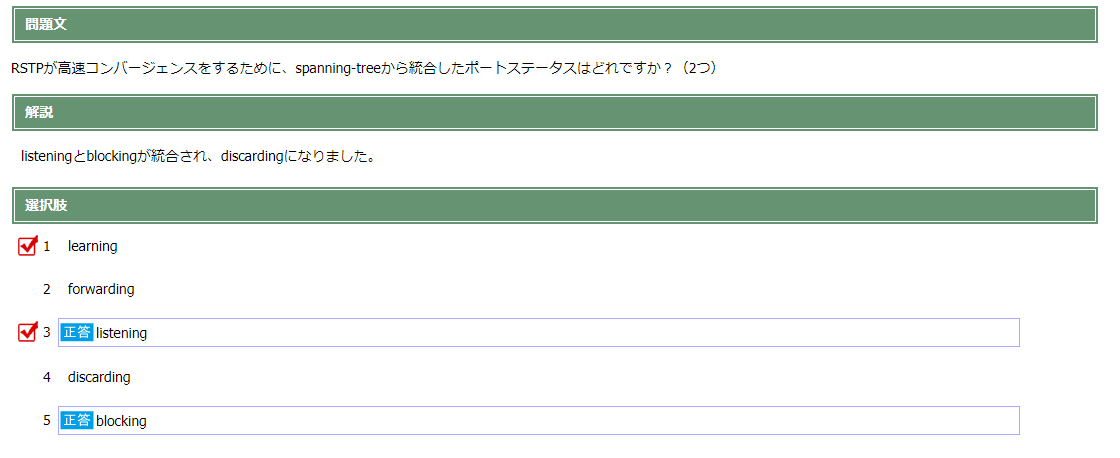 問題文
RSTPが高速コンバージェンスをするために、spanning-treeから統合したポートステータスはどれですか？（2つ）
解説
listeningとblockingが統合され、discardingになりました。
選択肢
1 learning
2 forwarding
3 正答 listening
4 discarding
5 正答 blocking